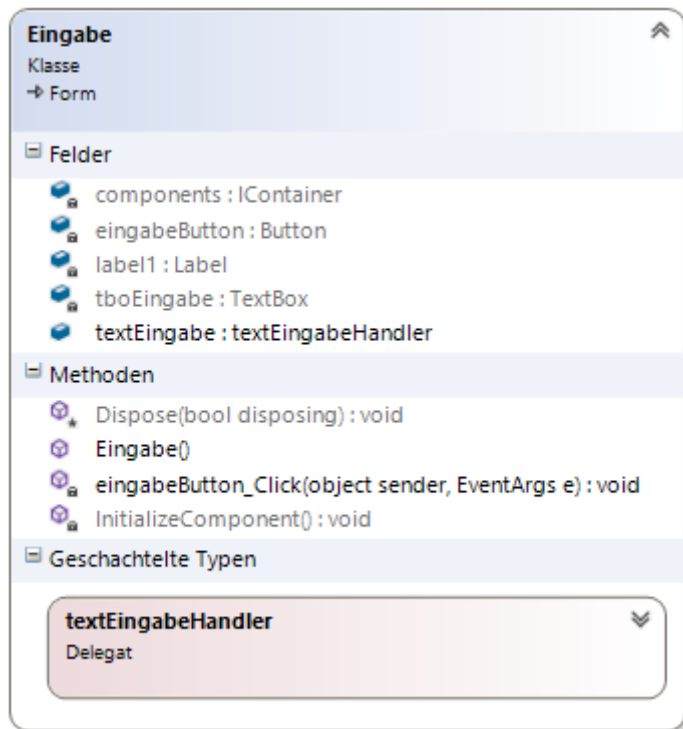 Eingabe
Klasse
Form
Felder
components : IContainer
eingabeButton : Button
label1 : Label
tboEingabe : TextBox
textEingabe : textEingabeHandler
Methoden
Dispose(bool disposing) : void
Eingabe()
eingabeButton_Click(object sender, EventArgs e) : void
InitializeComponent() : void
Geschachtelte Typen
textEingabeHandler
Delegat